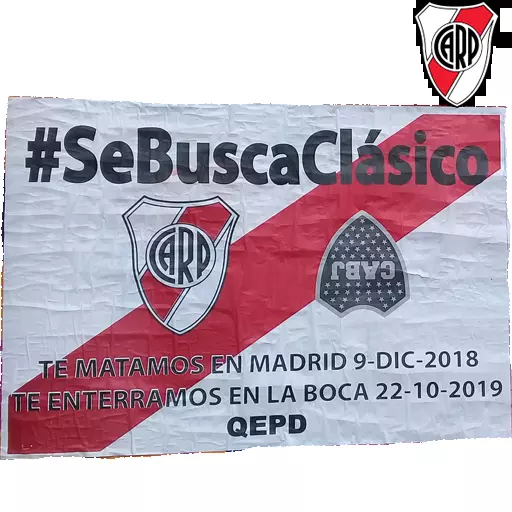 CARP
#SeBuscaClásico
CARP
CABJ
TE MATAMOS EN MADRID 9-DIC-2018
TE ENTERRAMOS EN LA BOCA 22-10-2019
QEPD